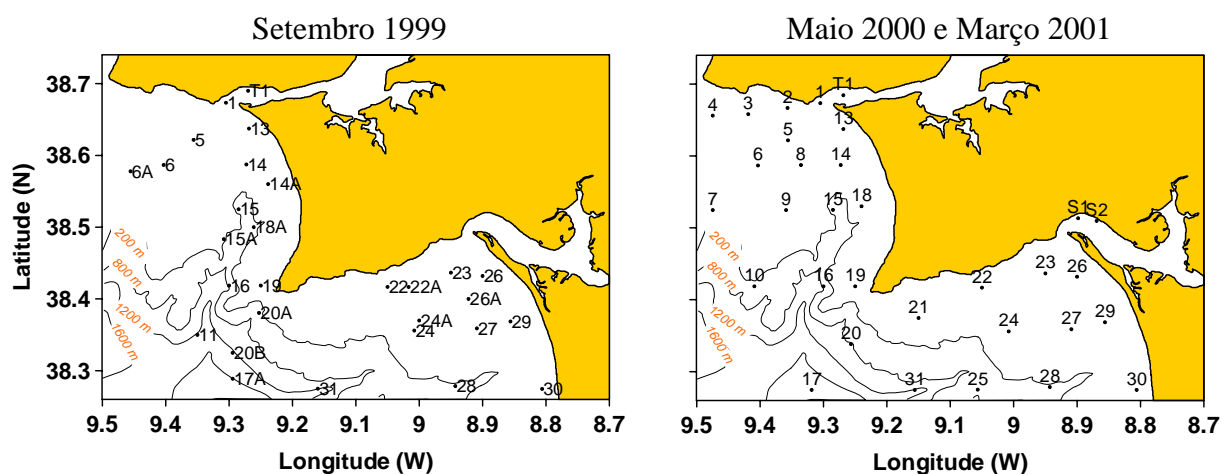 Setembro 1999
Maio 2000 e Março 2001
38.7
38.6
38.5
38.4
38.3
Latitude (N)
1
T1
13
5
6
6A
14
14A
15
18A
15A
16
19
20A
11
20B
17A
31
22
22A
23
26
26A
24A
24
27
29
28
30
200 m
800 m
1200 m
1600 m
9.5
9.4
9.3
9.2
9.1
9
8.9
8.8
8.7
Longitude (W)
4
3
2
1
T1
13
5
6
8
14
7
9
15
18
S1
S2
10
16
19
22
23
26
21
24
27
29
20
17
31
25
28
30
200 m
800 m
1200 m
1600 m
9.5
9.4
9.3
9.2
9.1
9
8.9
8.8
8.7
Longitude (W)